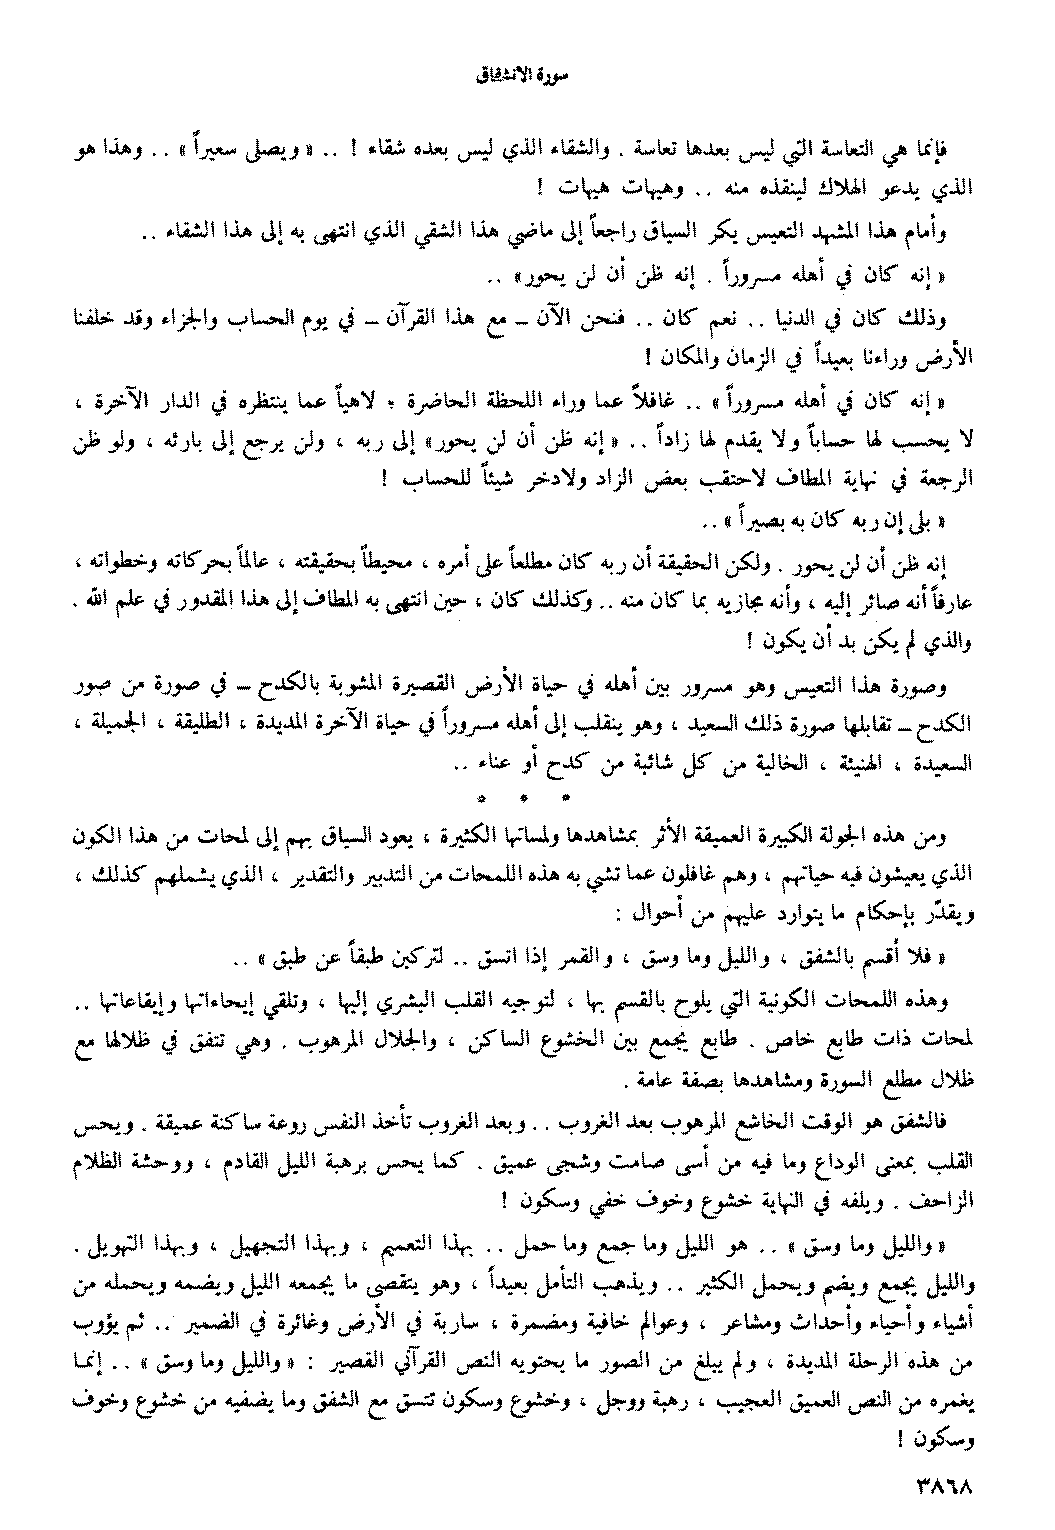 سورة الانشقاق
فإنما هي التعاسة التي ليس بعدها تعاسة . والشقاء الذي ليس بعده شقاء ! .. « ويصلى سعيراً » .. وهذا هو
الذي يدعو الهلاك لينقذه منه .. وهيهات هيهات !
وأمام هذا المشهد التعيس يكر السياق راجعاً إلى ماضي هذا الشقي الذي انتهى به إلى هذا الشقاء ..
« إنه كان في أهله مسروراً . إنه ظن أن لن يحور» ..
وذلك كان في الدنيا .. نعم كان .. فنحن الآن – مع هذا القرآن – في يوم الحساب والجزاء وقد خلفنا
الأرض وراءنا بعيداً في الزمان والمكان !
« إنه كان في أهله مسروراً » .. غافلاً عما وراء اللحظة الحاضرة ؛ لاهياً عما ينتظره في الدار الآخرة ،
لا يحسب لها حساباً ولا يقدم لها زاداً .. « إنه ظن أن لن يحور» إلى ربه ، ولن يرجع إلى بارئه ، ولو ظن
الرجعة في نهاية المطاف لاحتقب بعض الزاد ولادخر شيئاً للحساب !
« بلى إن ربه كان به بصيراً » ..
إنه ظن أن لن يحور . ولكن الحقيقة أن ربه كان مطلعاً على أمره ، محيطاً بحقيقته ، عالماً بحركاته وخطواته ،
عارفاً أنه صائر إليه ، وأنه مجازيه بما كان منه .. وكذلك كان ، حين انتهى به المطاف إلى هذا المقدور في علم الله .
والذي لم يكن بد أن يكون !
وصورة هذا التعيس وهو مسرور بين أهله في حياة الأرض القصيرة المشوبة بالكدح – في صورة من صور
الكدح – تقابلها صورة ذلك السعيد ، وهو ينقلب إلى أهله مسروراً في حياة الآخرة المديدة ، الطليقة ، الجميلة ،
السعيدة ، الهنيئة ، الخالية من كل شائبة من كدح أو عناء ..
* * *
ومن هذه الجولة الكبيرة العميقة الأثر بمشاهدها ولمساتها الكثيرة ، يعود السياق بهم إلى لمحات من هذا الكون
الذي يعيشون فيه حياتهم ، وهم غافلون عما تشي به هذه اللمحات من التدبير والتقدير ، الذي يشملهم كذلك ،
ويقدّر بإحكام ما يتوارد عليهم من أحوال :
« فلا أقسم بالشفق ، والليل وما وسق ، والقمر إذا اتسق .. لتركبن طبقاً عن طبق » ..
وهذه اللمحات الكونية التي يلوح بالقسم بها ، لتوجيه القلب البشري إليها ، وتلقي إيحاءاتها وإيقاعاتها ..
لمحات ذات طابع خاص . طابع يجمع بين الخشوع الساكن ، والجلال المرهوب . وهي تتفق في ظلالها مع
ظلال مطلع السورة ومشاهدها بصفة عامة .
فالشفق هو الوقت الخاشع المرهوب بعد الغروب .. وبعد الغروب تأخذ النفس روعة ساكنة عميقة . ويحس
القلب بمعنى الوداع وما فيه من أسى صامت وشجى عميق . كما يحس برهبة الليل القادم ، ووحشة الظلام
الزاحف . ويلفه في النهاية خشوع وخوف خفي وسكون !
« والليل وما وسق » .. هو الليل وما جمع وما حمل .. بهذا التعميم ، وبهذا التجهيل ، وبهذا التهويل .
والليل يجمع ويضم ويحمل الكثير .. ويذهب التأمل بعيداً ، وهو يتقصى ما يجمعه الليل ويضمه ويحمله من
أشياء وأحياء وأحداث ومشاعر ، وعوالم خافية ومضمرة ، ساربة في الأرض وغائرة في الضمير .. ثم يؤوب
من هذه الرحلة المديدة ، ولم يبلغ من الصور ما يحتويه النص القرآني القصير : « والليل وما وسق » .. إنما
يغمره من النص العميق العجيب ، رهبة ووجل ، وخشوع وسكون تتسق مع الشفق وما يضفيه من خشوع وخوف
وسكون !
٣٨٦٨